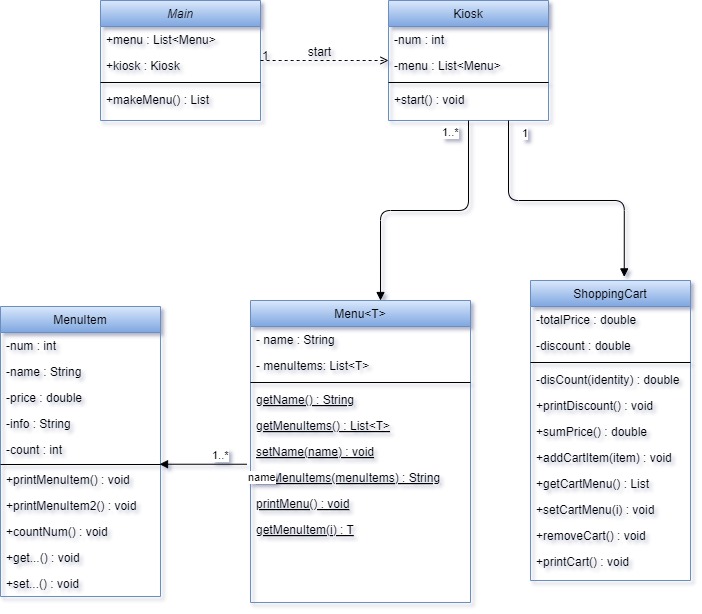 Main
+menu : List<Menu>
+kiosk : Kiosk
+makeMenu() : List
1
start
Kiosk
-num : int
-menu : List<Menu>
+start() : void
1..*
1
MenuItem
-num : int
-name : String
-price : double
-info : String
-count : int
+printMenuItem() : void
+printMenuItem2() : void
+countNum() : void
+get...() : void
+set...() : void
1..*
name
Menu<T>
- name : String
- menuItems: List<T>
getName() : String
getMenuItems() : List<T>
setName(name) : void
MenuItems(menuItems) : String
printMenu() : void
getMenuItem(i) : T
ShoppingCart
-totalPrice : double
-discount : double
-disCount(identity) : double
+printDiscount() : void
+sumPrice() : double
+addCartItem(item) : void
+getCartMenu() : List
+setCartMenu(i) : void
+removeCart() : void
+printCart() : void